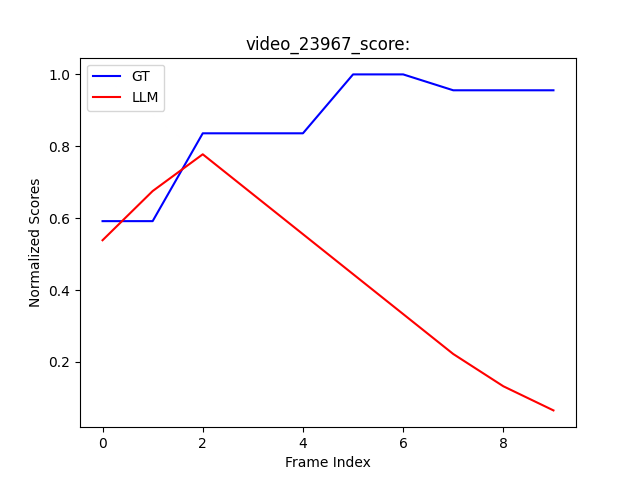 video_23967_score:
GT
LLM
Normalized Scores
1.0
0.8
0.6
0.4
0.2
0 2 4 6 8
Frame Index